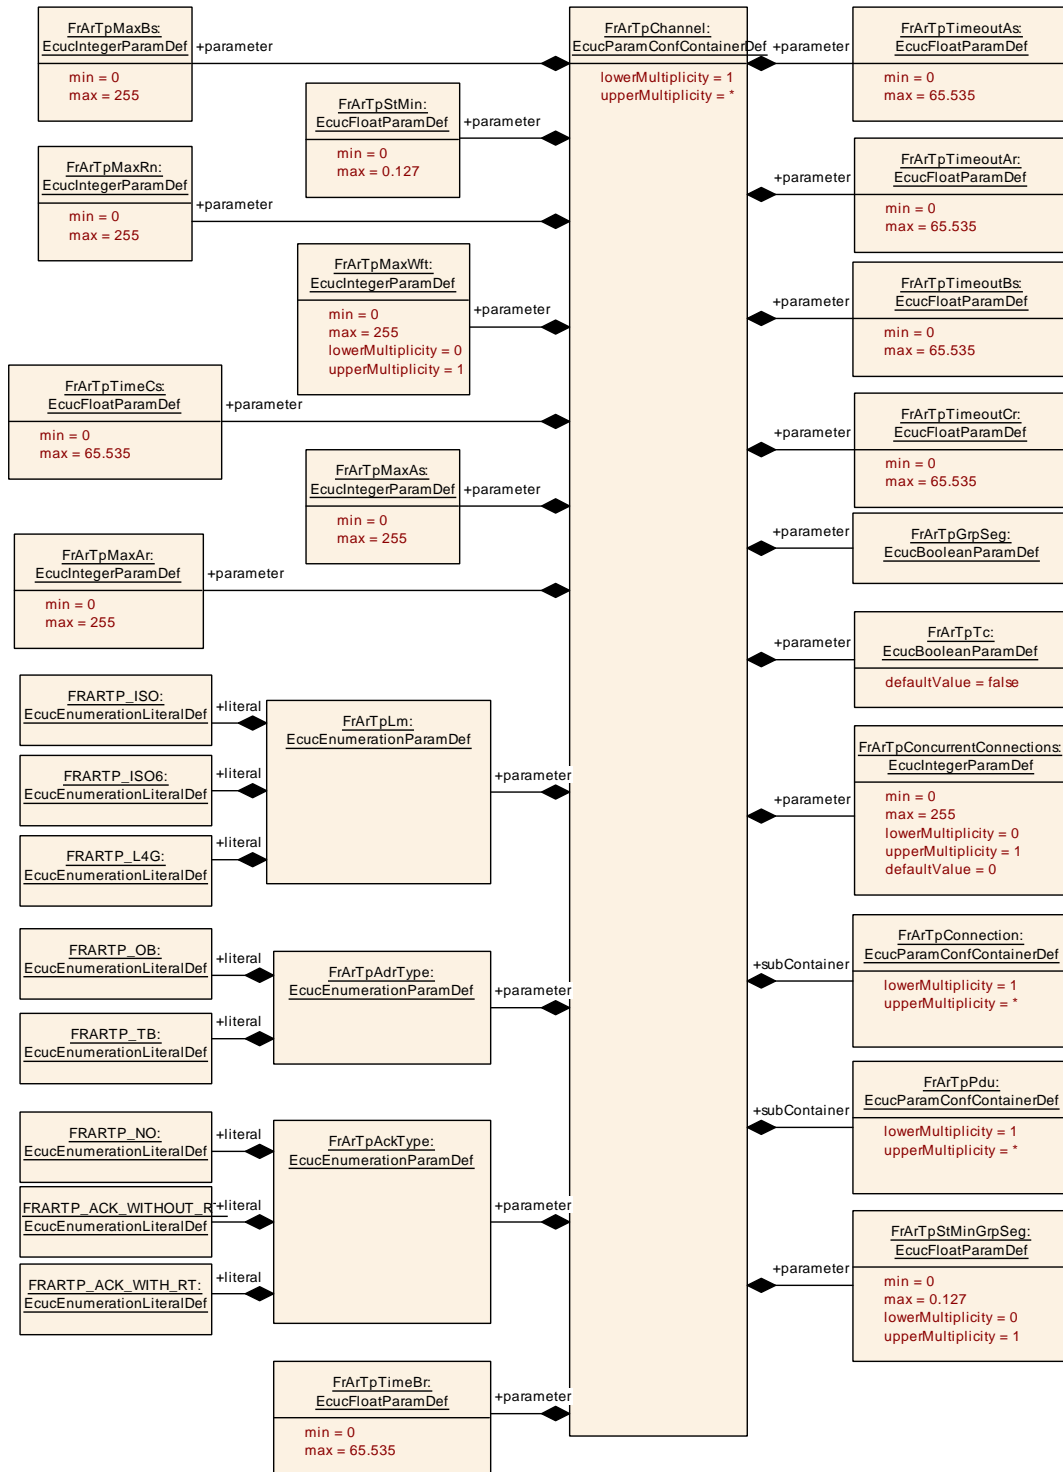 FrArTpMaxBs:
EcucIntegerParamDef
min = 0
max = 255
+parameter
FrArTpChannel:
EcucParamConfContainerDef
lowerMultiplicity = 1
upperMultiplicity = *
+parameter
FrArTpTimeoutAs:
EcucFloatParamDef
min = 0
max = 65.535
FrArTpStMin:
EcucFloatParamDef
min = 0
max = 0.127
+parameter
FrArTpMaxRn:
EcucIntegerParamDef
min = 0
max = 255
+parameter
+parameter
FrArTpTimeoutAr:
EcucFloatParamDef
min = 0
max = 65.535
FrArTpMaxWft:
EcucIntegerParamDef
min = 0
max = 255
lowerMultiplicity = 0
upperMultiplicity = 1
+parameter
+parameter
FrArTpTimeoutBs:
EcucFloatParamDef
min = 0
max = 65.535
FrArTpTimeCs:
EcucFloatParamDef
min = 0
max = 65.535
+parameter
+parameter
FrArTpTimeoutCr:
EcucFloatParamDef
min = 0
max = 65.535
FrArTpMaxAs:
EcucIntegerParamDef
min = 0
max = 255
+parameter
+parameter
FrArTpGrpSeg:
EcucBooleanParamDef
FrArTpMaxAr:
EcucIntegerParamDef
min = 0
max = 255
+parameter
+parameter
FrArTpTc:
EcucBooleanParamDef
defaultValue = false
FRARTP_ISO:
EcucEnumerationLiteralDef
+literal
FRARTP_ISO6:
EcucEnumerationLiteralDef
+literal
FRARTP_L4G:
EcucEnumerationLiteralDef
+literal
FrArTpLm:
EcucEnumerationParamDef
+parameter
+parameter
FrArTpConcurrentConnections:
EcucIntegerParamDef
min = 0
max = 255
lowerMultiplicity = 0
upperMultiplicity = 1
defaultValue = 0
FRARTP_OB:
EcucEnumerationLiteralDef
+literal
FRARTP_TB:
EcucEnumerationLiteralDef
+literal
FrArTpAdrType:
EcucEnumerationParamDef
+parameter
+subContainer
FrArTpConnection:
EcucParamConfContainerDef
lowerMultiplicity = 1
upperMultiplicity = *
+subContainer
FrArTpPdu:
EcucParamConfContainerDef
lowerMultiplicity = 1
upperMultiplicity = *
FRARTP_NO:
EcucEnumerationLiteralDef
+literal
FRARTP_ACK_WITHOUT_R
EcucEnumerationLiteralDef
+literal
FRARTP_ACK_WITH_RT:
EcucEnumerationLiteralDef
+literal
FrArTpAckType:
EcucEnumerationParamDef
+parameter
+parameter
FrArTpStMinGrpSeg:
EcucFloatParamDef
min = 0
max = 0.127
lowerMultiplicity = 0
upperMultiplicity = 1
FrArTpTimeBr:
EcucFloatParamDef
min = 0
max = 65.535
+parameter